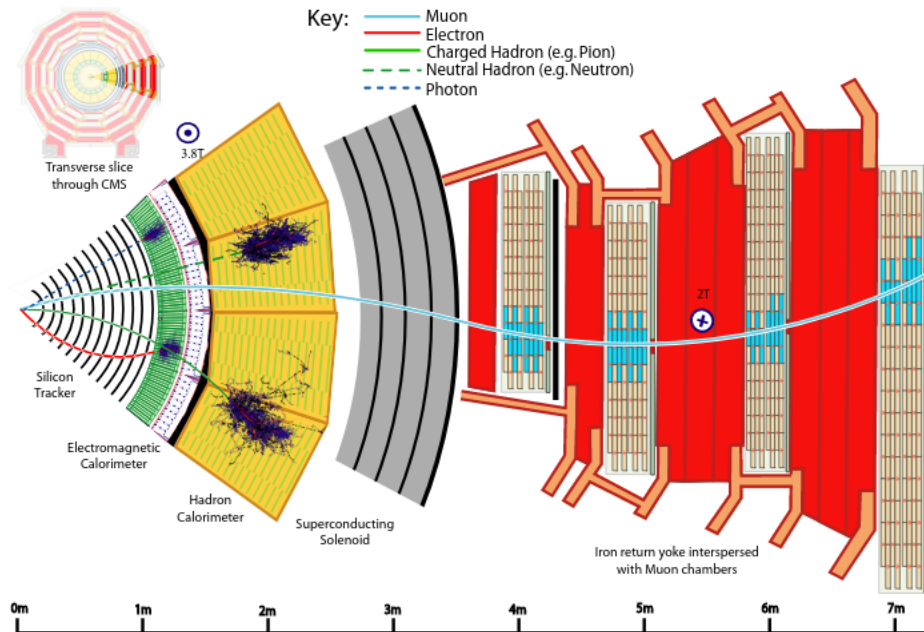 Key:
Muon
Electron
Charged Hadron (e.g. Pion)
Neutral Hadron (e.g. Neutron)
Photon
Transverse slice
through CMS
3.8T
2T
Silicon
Tracker
Electromagnetic
Calorimeter
Hadron
Calorimeter
Superconducting
Solenoid
Iron return yoke interspersed
with Muon chambers
0m 1m 2m 3m 4m 5m 6m 7m